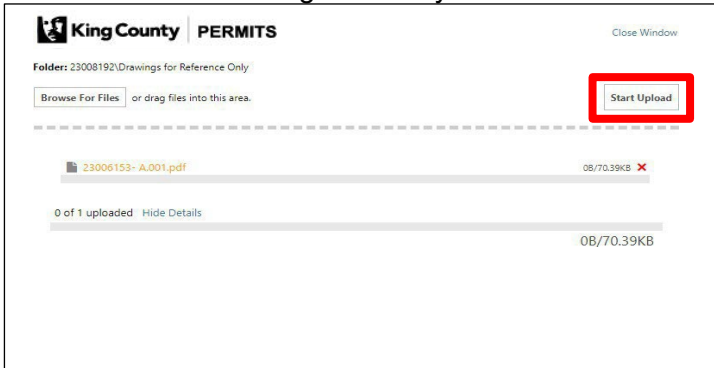 King County PERMITS
Close Window
Folder: 23008192\Drawings for Reference Only
Browse For Files or drag files into this area.
Start Upload
23006153- A.001.pdf
0B/70.39KB
0 of 1 uploaded Hide Details
0B/70.39KB